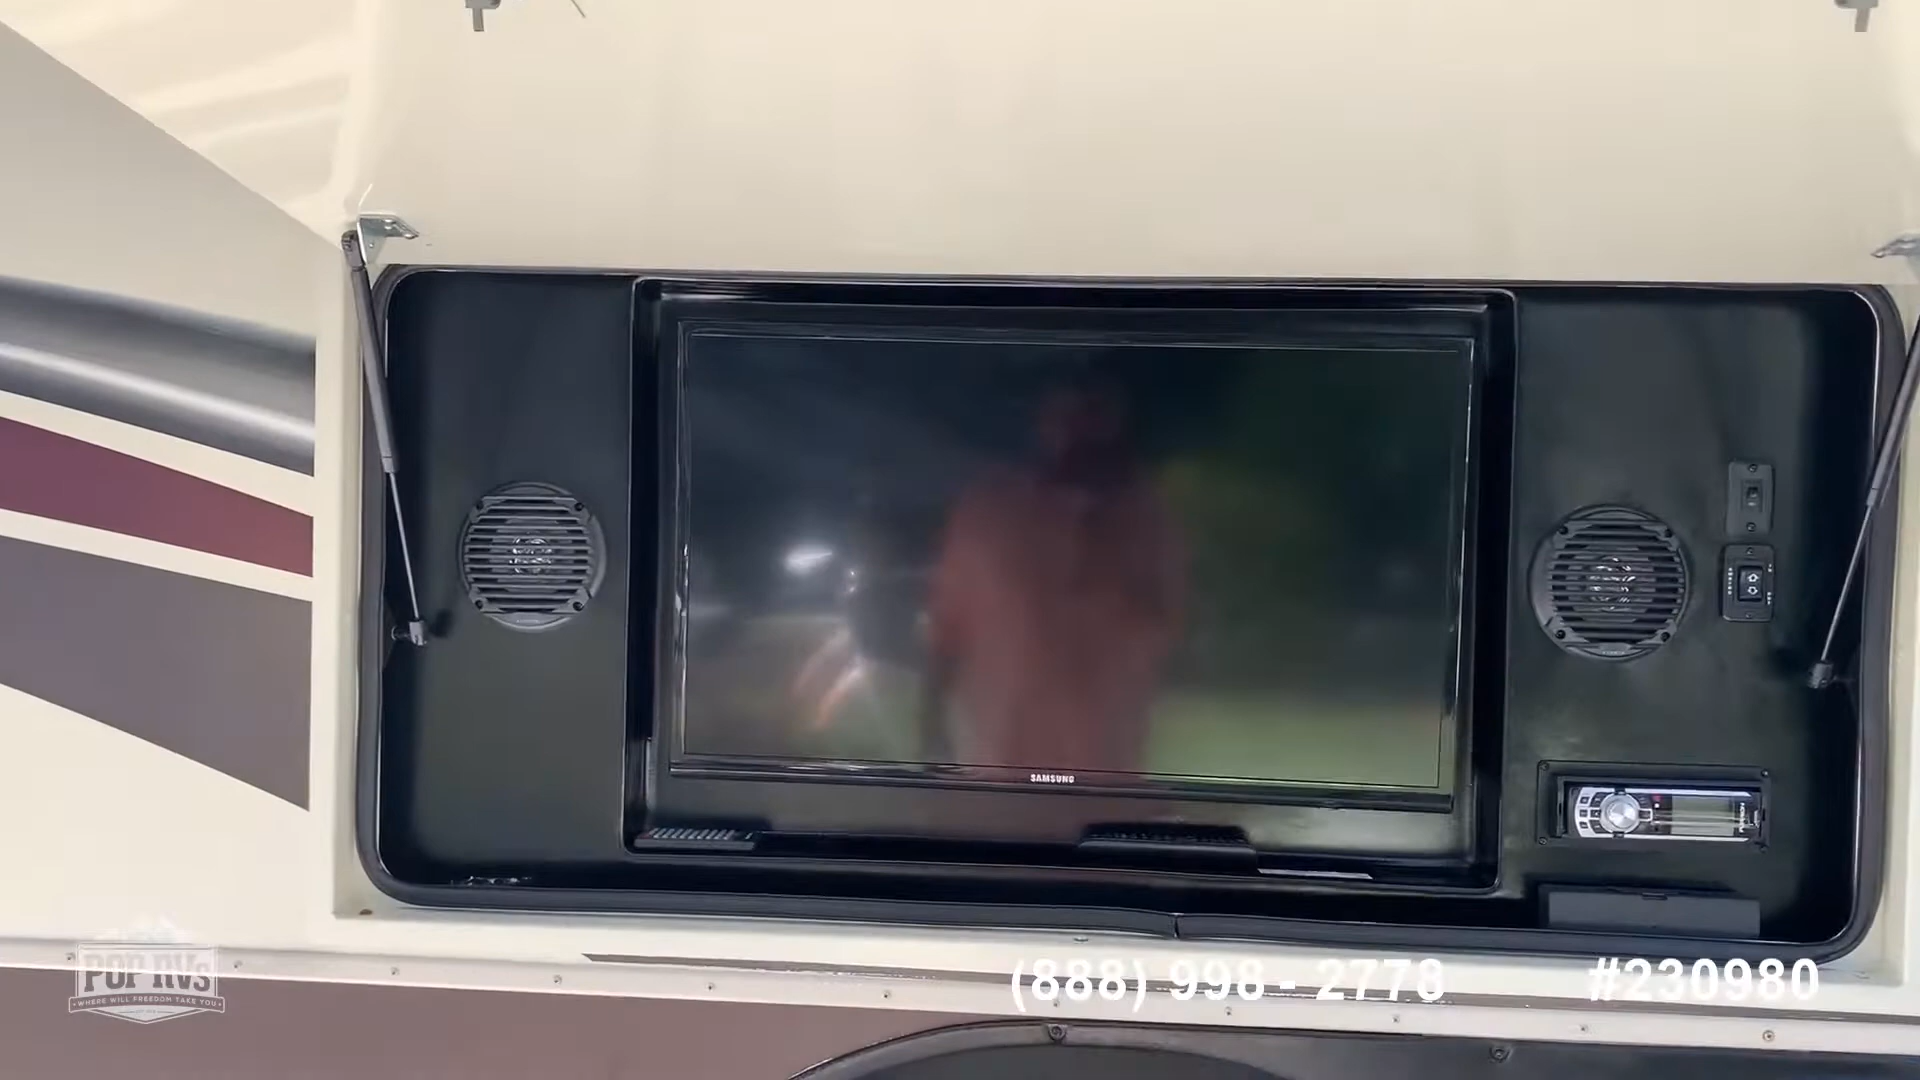 SAMSUNG
POP RVs
WHERE WILL FREEDOM TAKE YOU
(888) 998 - 2778
#230980